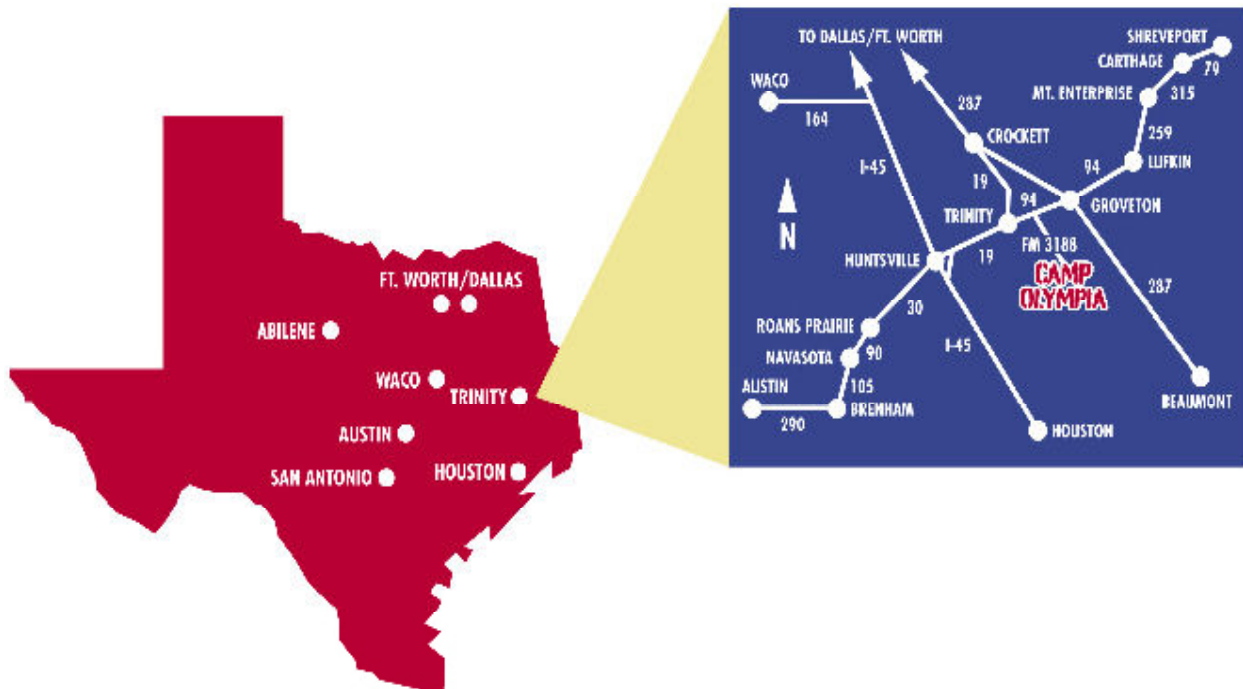 FT. WORTH/DALLAS
ABILENE
WACO
TRINITY
AUSTIN
SAN ANTONIO
HOUSTON
TO DALLAS/FT. WORTH
SHREVEPORT
CARTHAGE
79
WACO
MT. ENTERPRISE
315
164
287
CROCKETT
259
LUFKIN
I-45
19
94
TRINITY
94
GROVETON
N
HUNTSVILLE
19
FM 3188
CAMP
OLYMPIA
287
30
ROANS PRAIRIE
I-45
NAVASOTA
90
AUSTIN
105
BRENHAM
290
BEAUMONT
HOUSTON